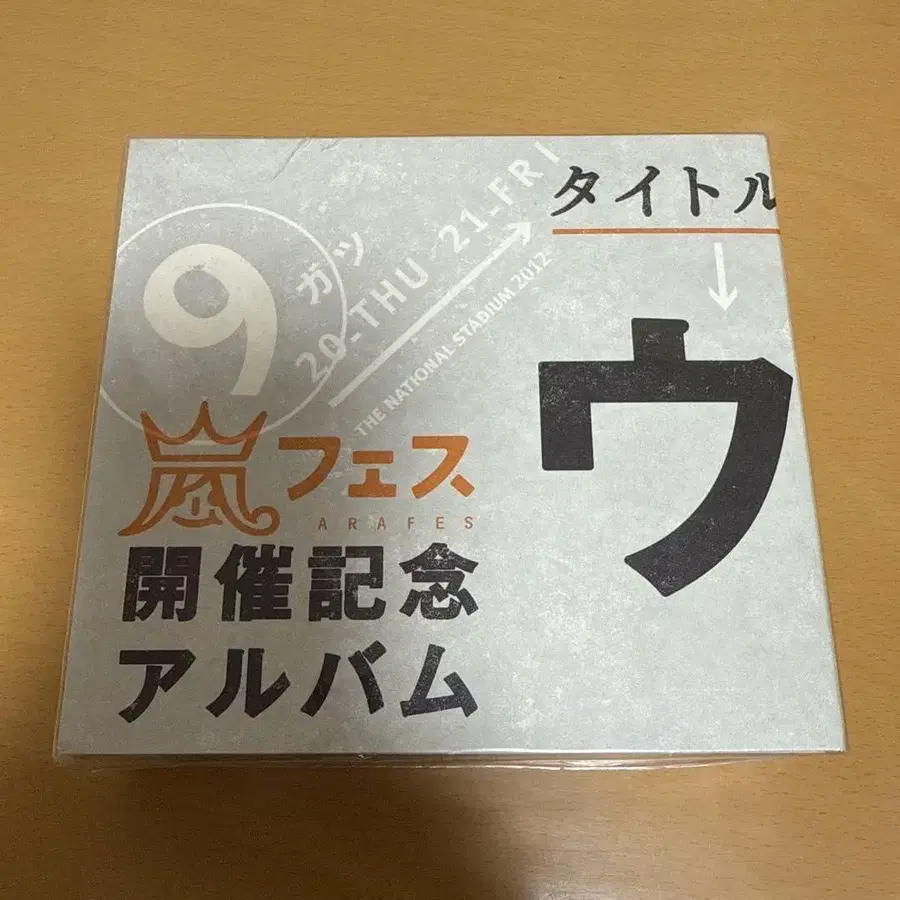 9
ガツ
20-THU 21-FRI
THE NATIONAL STADIUM 2012
タイトル
ウ
嵐フェス
ARAFES
開催記念
アルバム